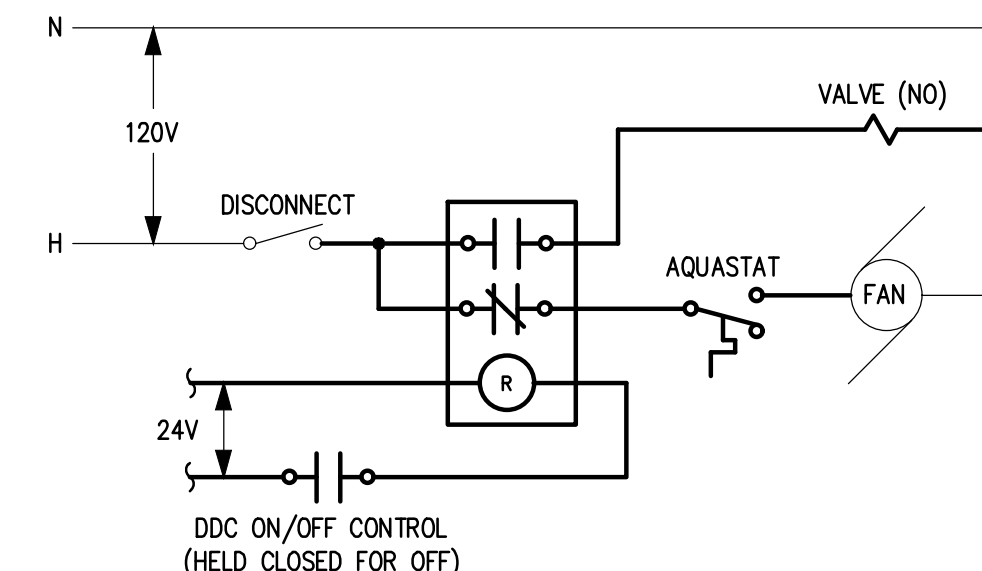 N
VALVE (NO)
120V
DISCONNECT
H
AQUASTAT
FAN
R
24V
DDC ON/OFF CONTROL
(HELD CLOSED FOR OFF)